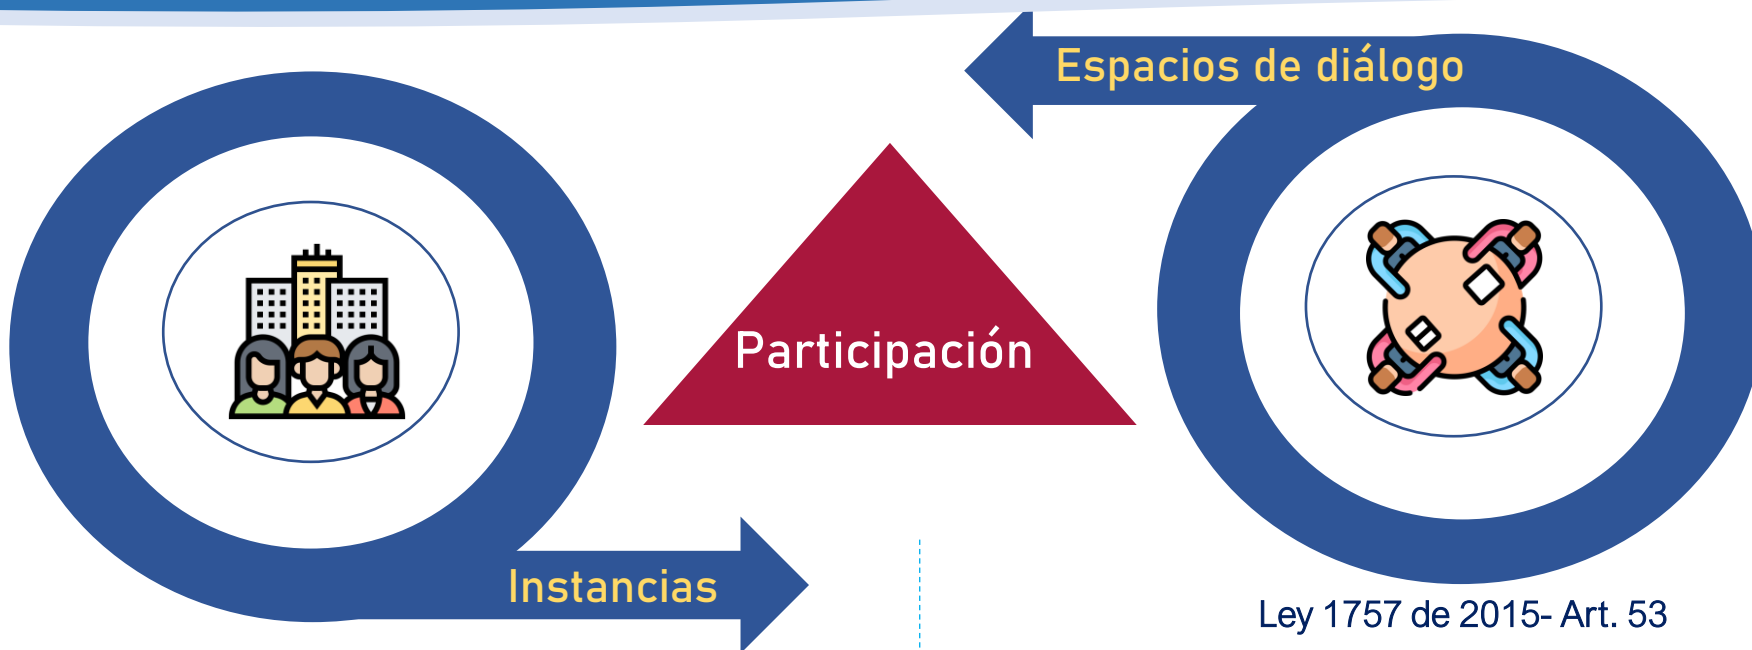 Espacios de diálogo
Participación
Instancias
Ley 1757 de 2015- Art. 53